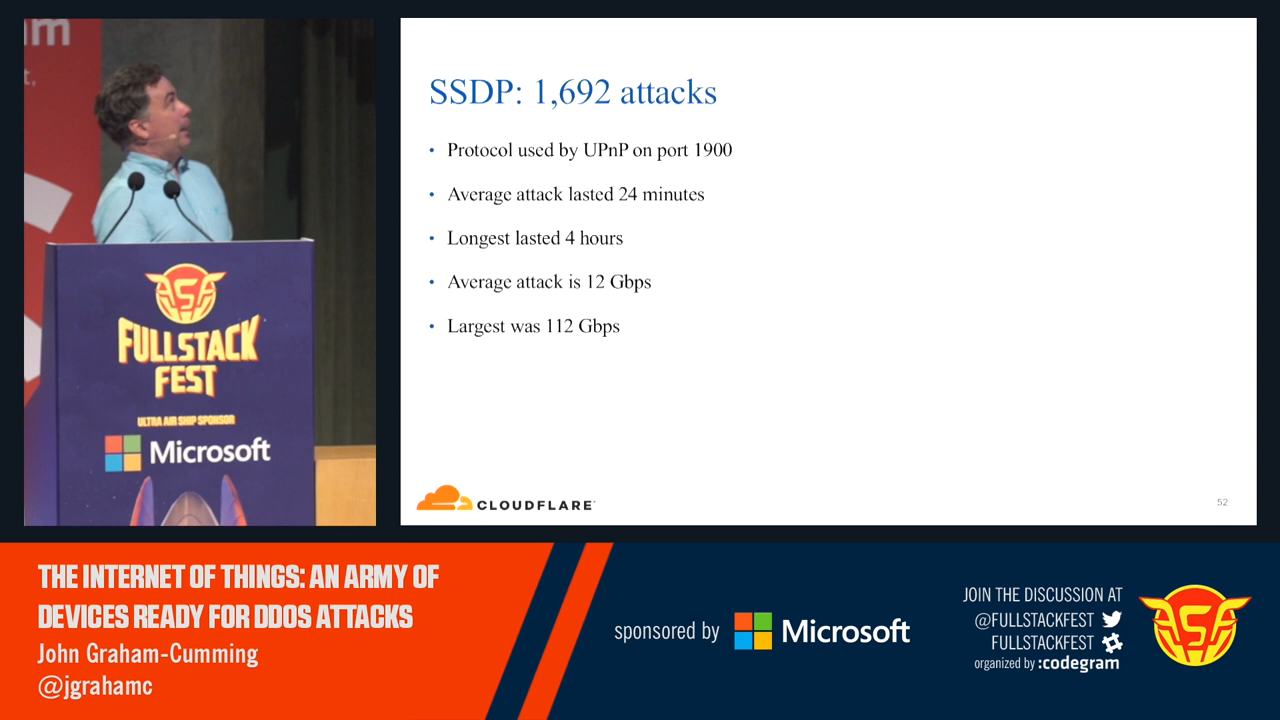 SSDP: 1,692 attacks
• Protocol used by UPnP on port 1900
• Average attack lasted 24 minutes
• Longest lasted 4 hours
• Average attack is 12 Gbps
• Largest was 112 Gbps
CLOUDFLARE
52
FULLSTACK
FEST
ULTRA AIR SHIP SPONSOR
Microsoft
THE INTERNET OF THINGS: AN ARMY OF
DEVICES READY FOR DDOS ATTACKS
John Graham-Cumming
@jgrahamc
sponsored by Microsoft
JOIN THE DISCUSSION AT
@FULLSTACKFEST
FULLSTACKFEST
organized by :codegram